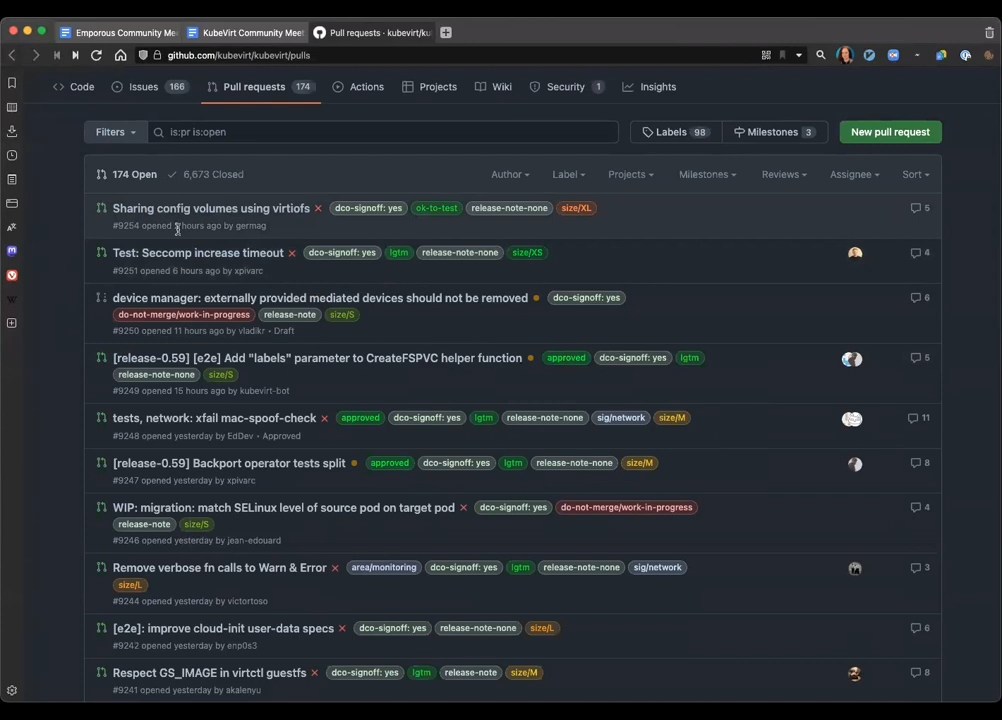 Emporous Community Me
KubeVirt Community Meet
Pull requests · kubevirt/ku
github.com/kubevirt/kubevirt/pulls
Code
Issues 166
Pull requests 174
Actions
Projects
Wiki
Security 1
Insights
Filters
is:pr is:open
Labels 98
Milestones 3
New pull request
174 Open
6,673 Closed
Author
Label
Projects
Milestones
Reviews
Assignee
Sort
Sharing config volumes using virtiofs dco-signoff: yes ok-to-test release-note-none size/XL 5
#9254 opened hours ago by germag
Test: Seccomp increase timeout dco-signoff: yes lgtm release-note-none size/XS 4
#9251 opened 6 hours ago by xpivarc
device manager: externally provided mediated devices should not be removed dco-signoff: yes 6
do-not-merge/work-in-progress release-note size/S
#9250 opened 11 hours ago by vladikr • Draft
[release-0.59] [e2e] Add "labels" parameter to CreateFSPVC helper function approved dco-signoff: yes lgtm 5
release-note-none size/S
#9249 opened 15 hours ago by kubevirt-bot
tests, network: xfail mac-spoof-check approved dco-signoff: yes lgtm release-note-none sig/network size/M 11
#9248 opened yesterday by EdDev • Approved
[release-0.59] Backport operator tests split approved dco-signoff: yes lgtm release-note-none size/M 8
#9247 opened yesterday by xpivarc
WIP: migration: match SELinux level of source pod on target pod dco-signoff: yes do-not-merge/work-in-progress 4
release-note size/S
#9246 opened yesterday by jean-edouard
Remove verbose fn calls to Warn & Error area/monitoring dco-signoff: yes lgtm release-note-none sig/network 3
size/L
#9244 opened yesterday by victortoso
[e2e]: improve cloud-init user-data specs dco-signoff: yes release-note-none size/L 6
#9242 opened yesterday by enp0s3
Respect GS_IMAGE in virtctl guestfs dco-signoff: yes lgtm release-note size/M 8
#9241 opened yesterday by akalenyu